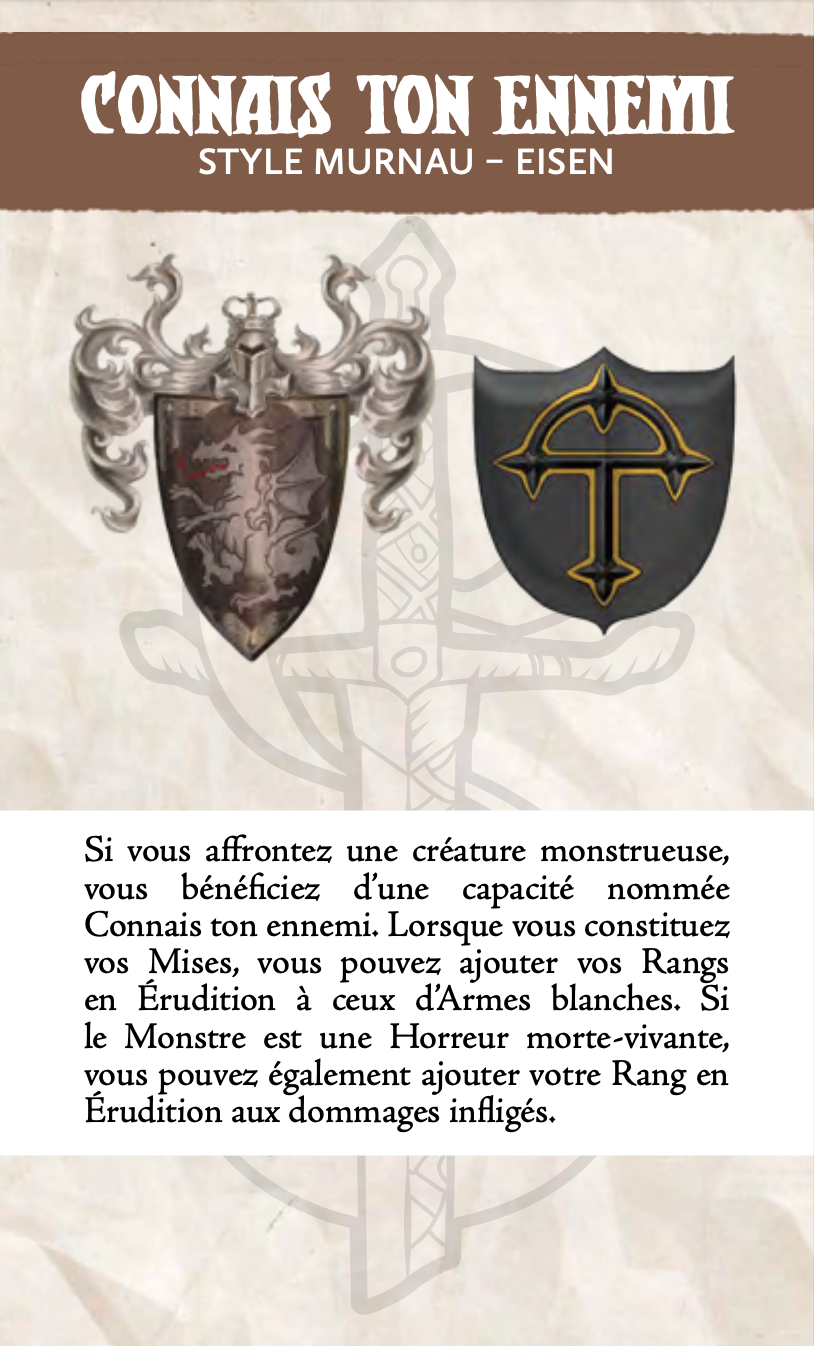 CONNAIS TON ENNEMI
STYLE MURNAU – EISEN
Si vous affrontez une créature monstrueuse,
vous bénéficiez d’une capacité nommée
Connais ton ennemi. Lorsque vous constituez
vos Mises, vous pouvez ajouter vos Rangs
en Érudition à ceux d’Armes blanches. Si
le Monstre est une Horreur morte-vivante,
vous pouvez également ajouter votre Rang en
Érudition aux dommages infligés.